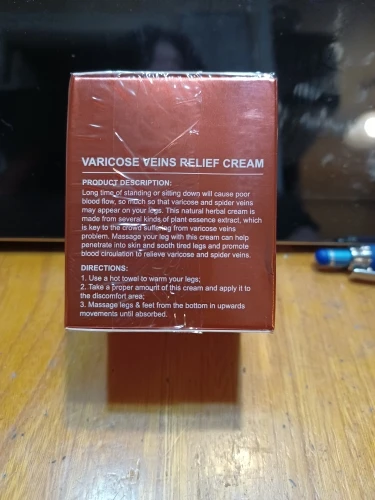 VARICOSE VEINS RELIEF CREAM
PRODUCT DESCRIPTION:
Long time of standing or sitting down will cause poor
blood flow, so much so that varicose and spider veins
may appear on your legs. This natural herbal cream is
made from several kinds of plant essence extract, which
is key to the crowd suffering from varicose veins
problem. Massage your leg with this cream can help
penetrate into skin and sooth tired legs and promote
blood circulation to relieve varicose and spider veins.
DIRECTIONS:
1. Use a hot towel to warm your legs;
2. Take a proper amount of this cream and apply it to
the discomfort area;
3. Massage legs & feet from the bottom in upwards
movements until absorbed.